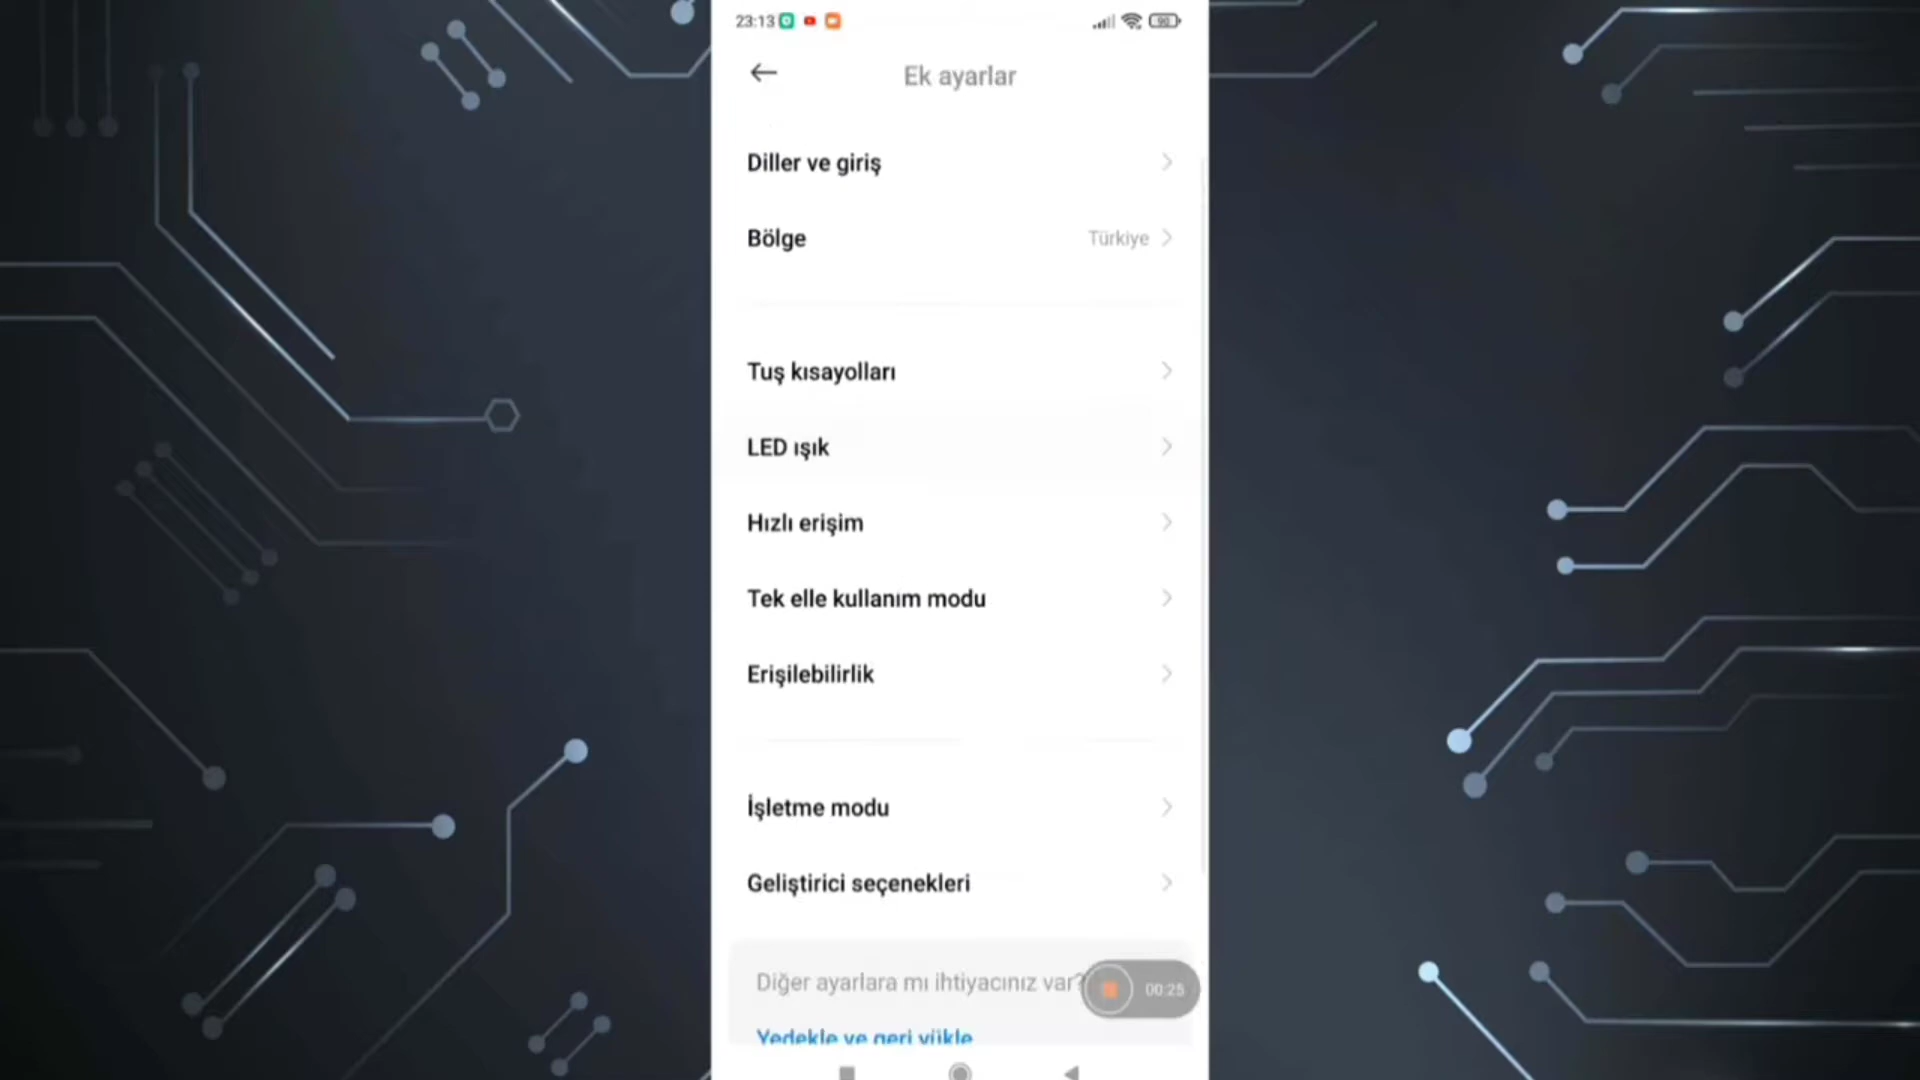 23:13
90
Ek ayarlar
Diller ve giriş
Bölge
Türkiye
Tuş kısayolları
LED ışık
Hızlı erişim
Tek elle kullanım modu
Erişilebilirlik
İşletme modu
Geliştirici seçenekleri
Diğer ayarlara mı ihtiyacınız var?
00:25
Yedekle ve geri yükle